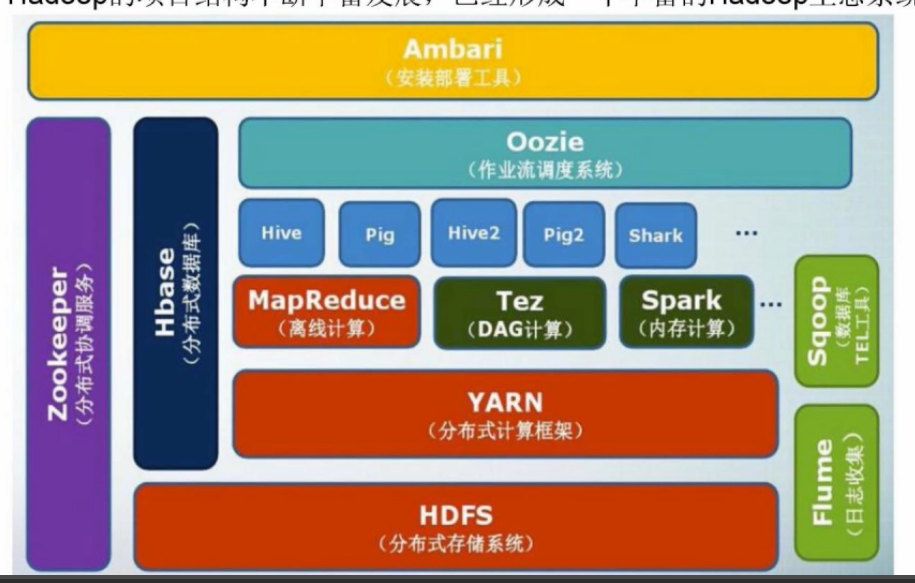 Hadoop的项目结构不断丰富发展，已经形成一个丰富的Hadoop生态系统
Ambari
（安装部署工具）
Zookeeper
（分布式协调服务）
Hbase
（分布式数据库）
Oozie
（作业流调度系统）
Hive
Pig
Hive2
Pig2
Shark
...
MapReduce
（离线计算）
Tez
（DAG计算）
Spark
（内存计算）
...
Sqoop
（数据库
TEL工具）
YARN
（分布式计算框架）
Flume
（日志收集）
HDFS
（分布式存储系统）